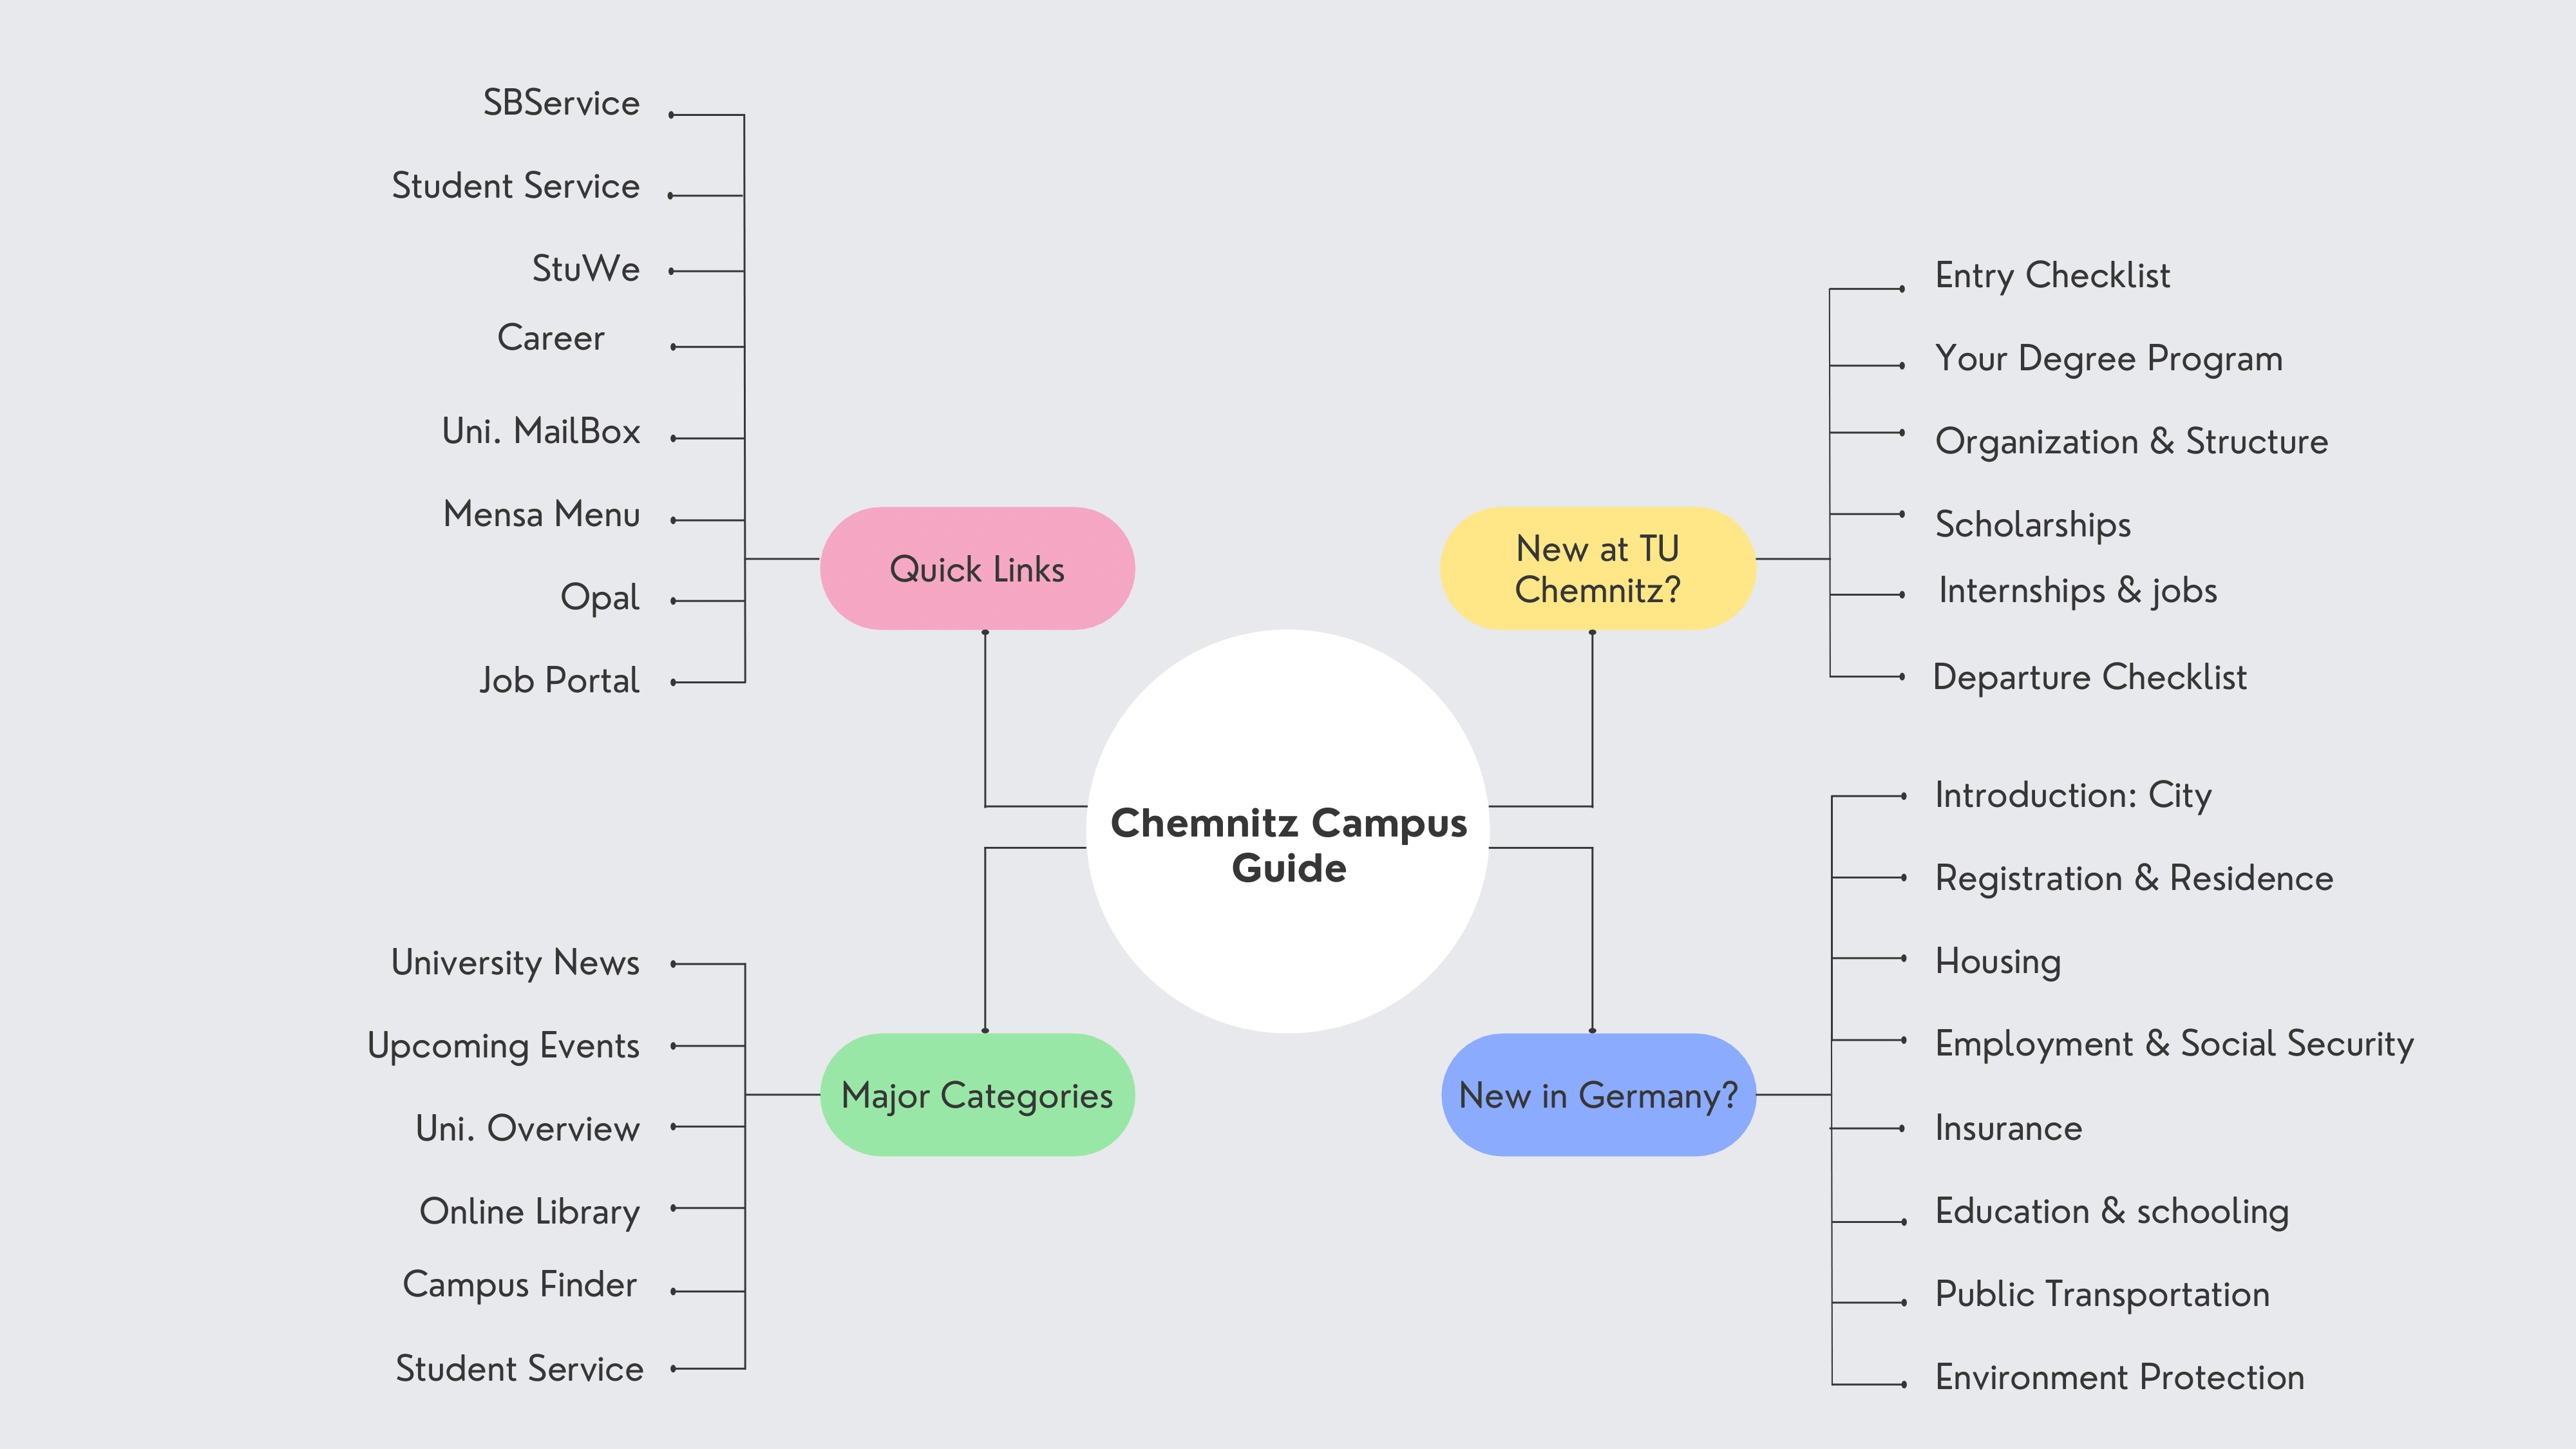 SBService
Student Service
StuWe
Career
Uni. MailBox
Mensa Menu
Opal
Job Portal
Quick Links
New at TU
Chemnitz?
Entry Checklist
Your Degree Program
Organization & Structure
Scholarships
Internships & jobs
Departure Checklist
Chemnitz Campus
Guide
University News
Upcoming Events
Uni. Overview
Online Library
Campus Finder
Student Service
Major Categories
New in Germany?
Introduction: City
Registration & Residence
Housing
Employment & Social Security
Insurance
Education & schooling
Public Transportation
Environment Protection